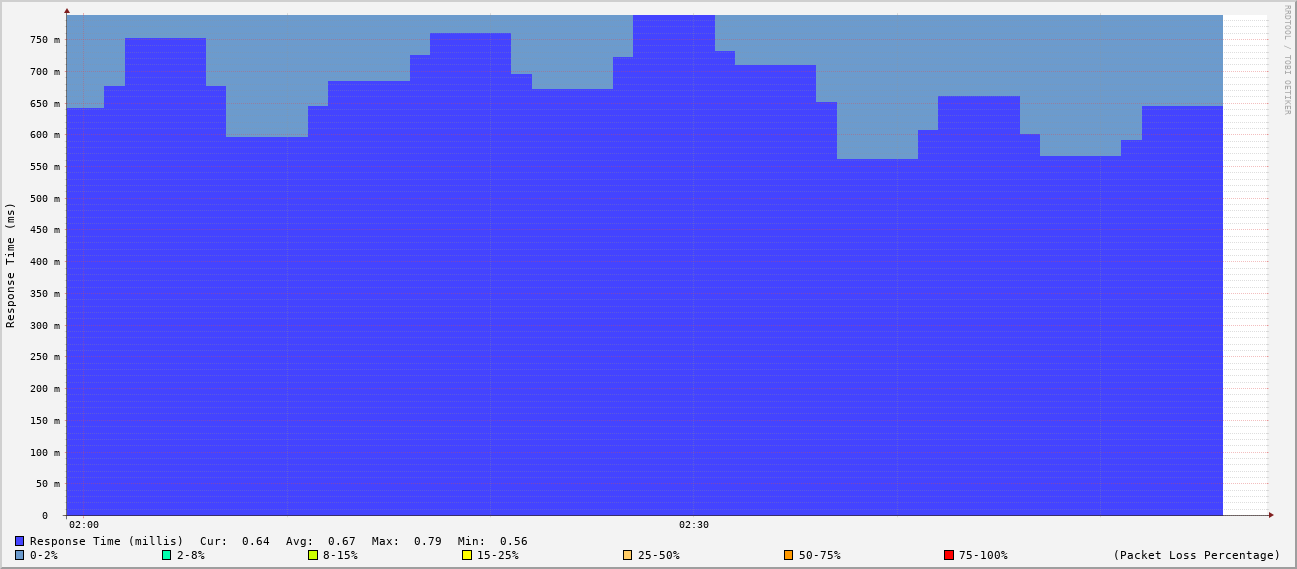 RRDTOOL / TOBI OETIKER
Response Time (ms)
750 m
700 m
650 m
600 m
550 m
500 m
450 m
400 m
350 m
300 m
250 m
200 m
150 m
100 m
50 m
0
02:00 02:30
Response Time (millis) Cur: 0.64 Avg: 0.67 Max: 0.79 Min: 0.56
0-2% 2-8% 8-15% 15-25% 25-50% 50-75% 75-100% (Packet Loss Percentage)